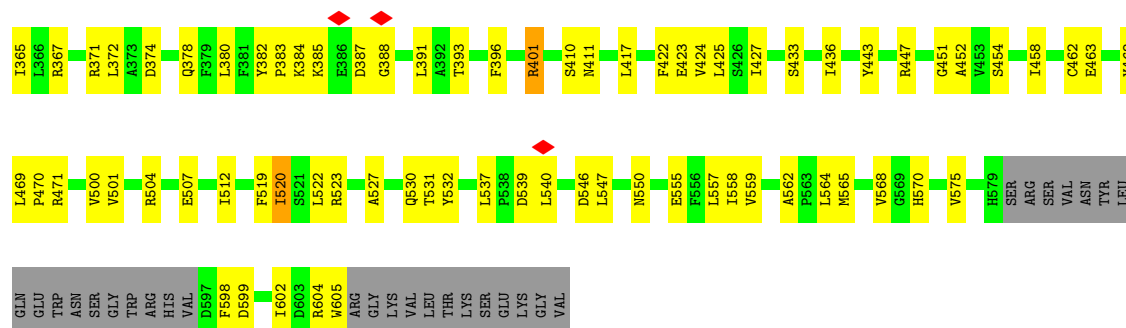 I365 L366 R367 R371 L372 A373 D374 Q378 F379 L380 F381 Y382 P383 K384 K385 E386 D387 G388 L391 A392 T393 F396 R401 S410 N411 L417 F422 E423 V424 L425 S426 I427 S433 I436 Y443 R447 G451 A452 V453 S454 I458 C462 E463
L469 P470 R471 V500 V501 R504 E507 I512 F519 I520 S521 L522 R523 A527 Q530 T531 Y532 L537 P538 D539 L540 D546 L547 N550 E555 F556 L557 I558 V559 A562 P563 L564 M565 V568 G569 H570 V575 H579 SER ARG SER VAL ASN TYR LEU
GLN GLU TRP ASN SER GLY TRP ARG HIS VAL D597 F598 D599 I602 D603 R604 W605 ARG GLY LYS VAL LEU THR LYS SER GLU LYS GLY VAL